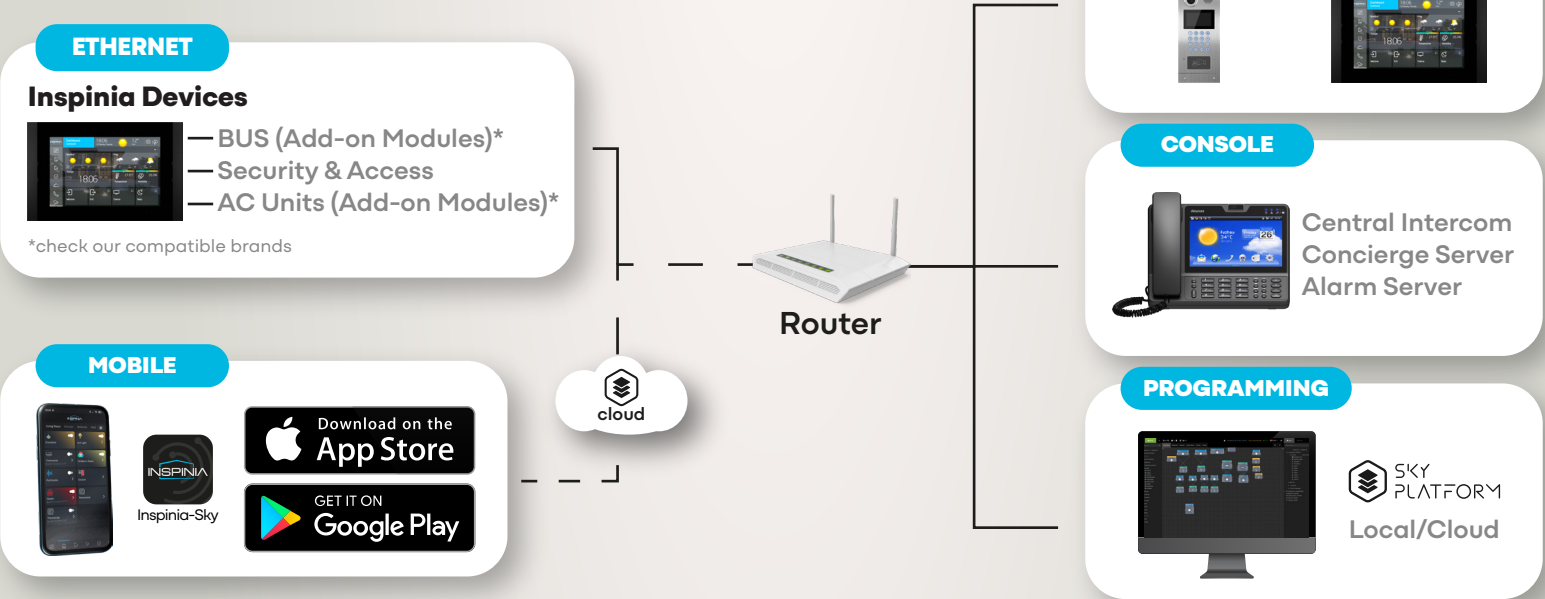 ETHERNET
Inspinia Devices
BUS (Add-on Modules)*
Security & Access
AC Units (Add-on Modules)*
*check our compatible brands
MOBILE
INSPINIA
Inspinia-Sky
Download on the
App Store
GET IT ON
Google Play
cloud
Router
18:06
CONSOLE
Central Intercom
Concierge Server
Alarm Server
PROGRAMMING
SKY
PLATFORM
Local/Cloud